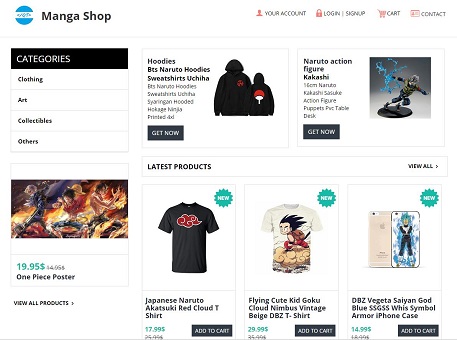 Manga Shop
YOUR ACCOUNT
LOGIN | SIGNUP
CART
CONTACT
CATEGORIES
Clothing
Art
Collectibles
Others
Hoodies
Bts Naruto Hoodies
Sweatshirts Uchiha
Bts Naruto Hoodies
Sweatshirts Uchiha
Syaringan Hooded
Hokage Ninjia
Printed 4xl
GET NOW
Naruto action
figure
Kakashi
16cm Naruto
Kakashi Sasuke
Action Figure
Puppets Pvc Table
Desk
GET NOW
19.95$ 14.95$
One Piece Poster
VIEW ALL PRODUCTS >
LATEST PRODUCTS
VIEW ALL >
NEW
Japanese Naruto
Akatsuki Red Cloud T
Shirt
17.99$
25.99$
ADD TO CART
NEW
Flying Cute Kid Goku
Cloud Nimbus Vintage
Beige DBZ T- Shirt
29.99$
35.99$
ADD TO CART
NEW
DBZ Vegeta Saiyan God
Blue SSGSS Whis Symbol
Armor iPhone Case
14.99$
18.99$
ADD TO CART